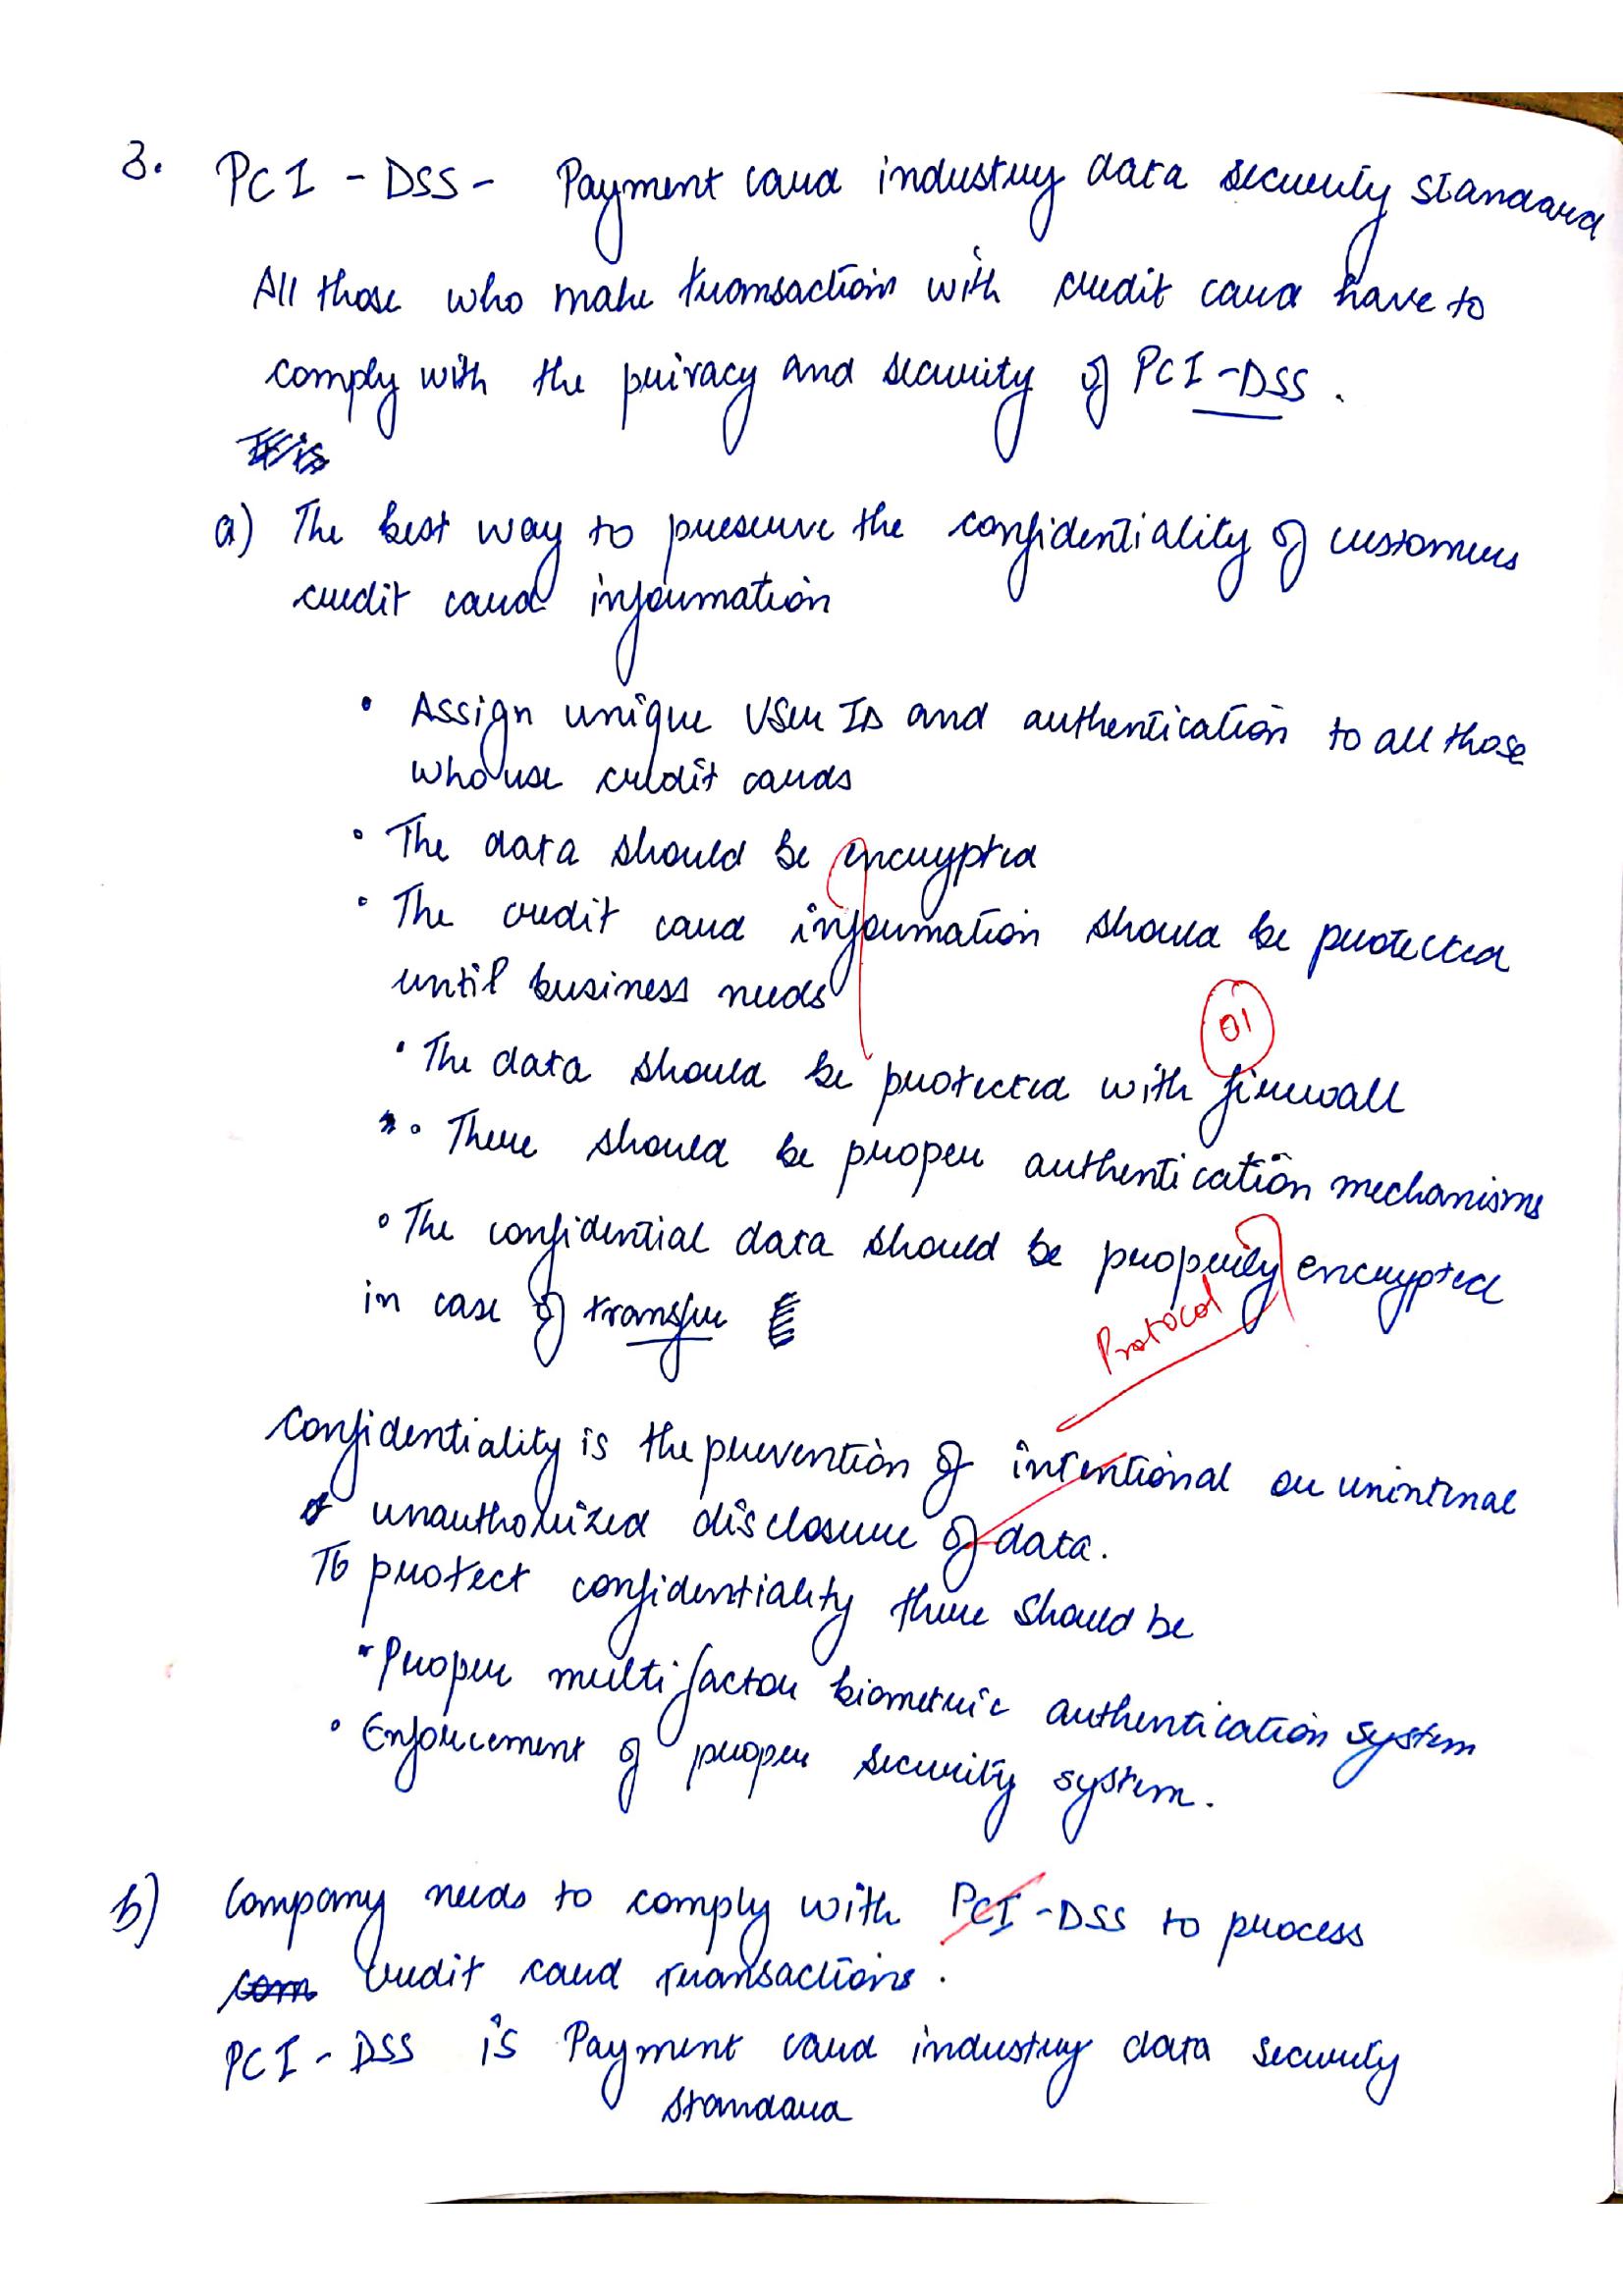 3. PCI - DSS - Payment card industry data security standard
All those who make transactions with credit card have to
comply with the privacy and security of PCI-DSS.
a) The best way to preserve the confidentiality of customers
credit card information
• Assign unique User ID and authentication to all those
who use credit cards
• The data should be encrypted
• The credit card information should be protected
until business needs
01
• The data should be protected with firewall
• There should be proper authentication mechanisms
• The confidential data should be properly encrypted
in case of transfer
Protocol
Confidentiality is the prevention of intentional or unintinal
unauthorized disclosure of data.
To protect confidentiality there should be
• Proper multifactor biometric authentication system
• Enforcement of proper security system.
b) Company needs to comply with PCI-DSS to process
com credit card transactions.
PCI - DSS is Payment card industry data security
standard